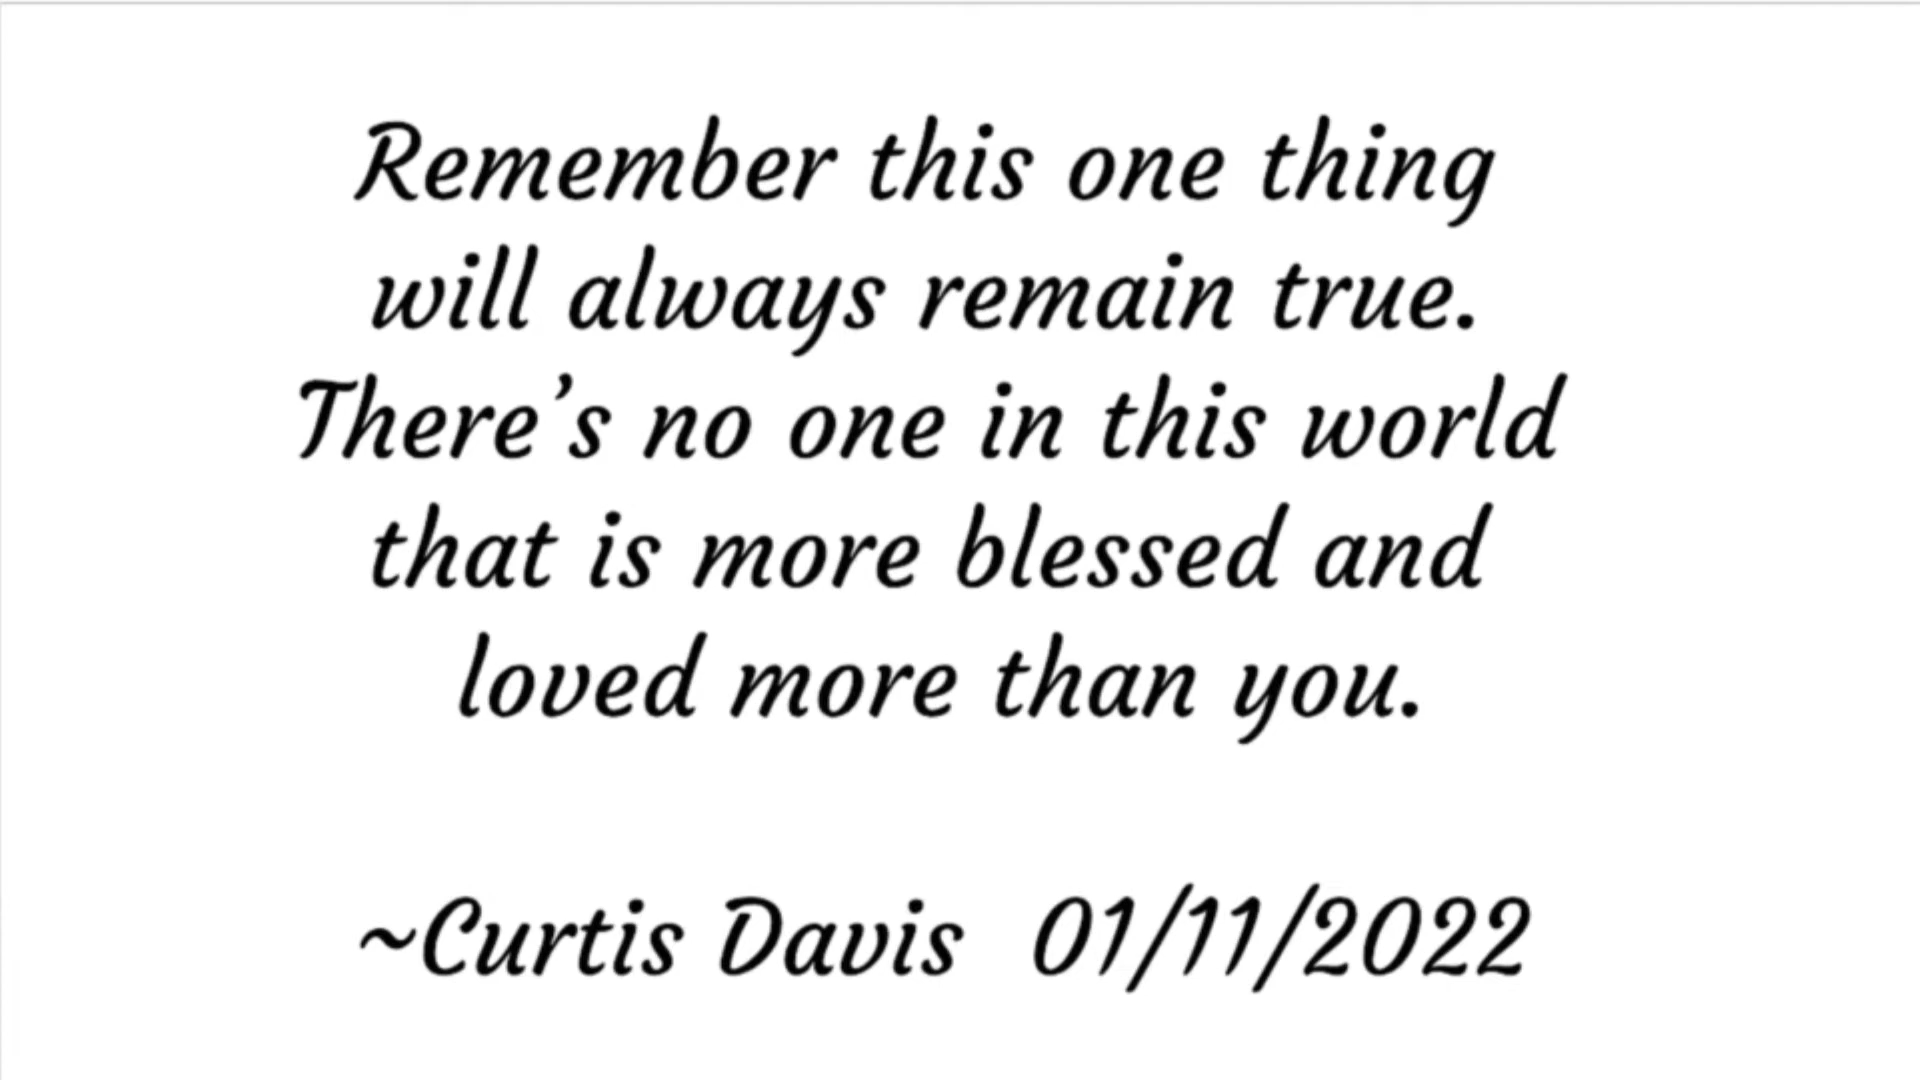 Remember this one thing
will always remain true.
There’s no one in this world
that is more blessed and
loved more than you.
~Curtis Davis  01/11/2022